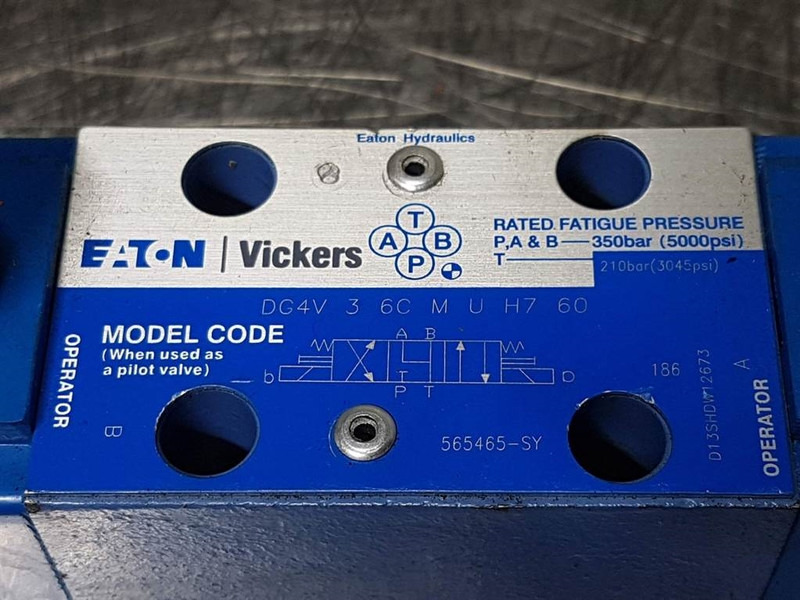 Eaton Hydraulics
T
A B
P
EATON | Vickers
RATED FATIGUE PRESSURE
P,A & B — 350bar (5000psi)
T — 210bar(3045psi)
DG4V 3 6C M U H7 60
MODEL CODE
(When used as
a pilot valve)
A B
b
P T
OPERATOR
B
186
565465-SY
D13SHDW12673
OPERATOR
A